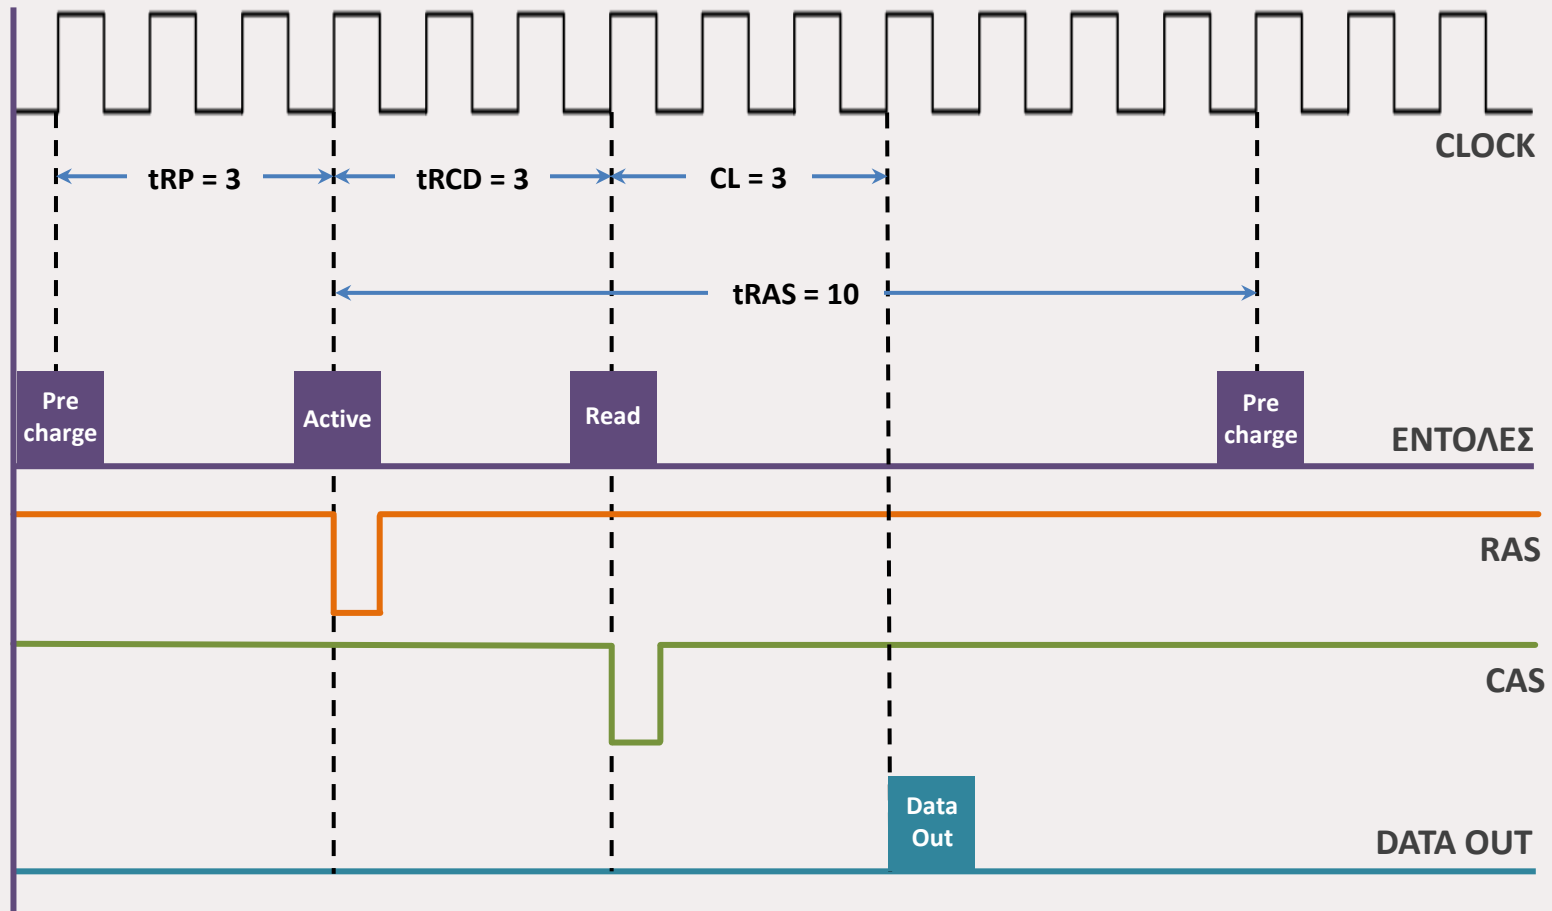 CLOCK
tRP = 3
tRCD = 3
CL = 3
tRAS = 10
Pre
charge
Active
Read
Pre
charge
ΕΝΤΟΛΕΣ
RAS
CAS
Data
Out
DATA OUT